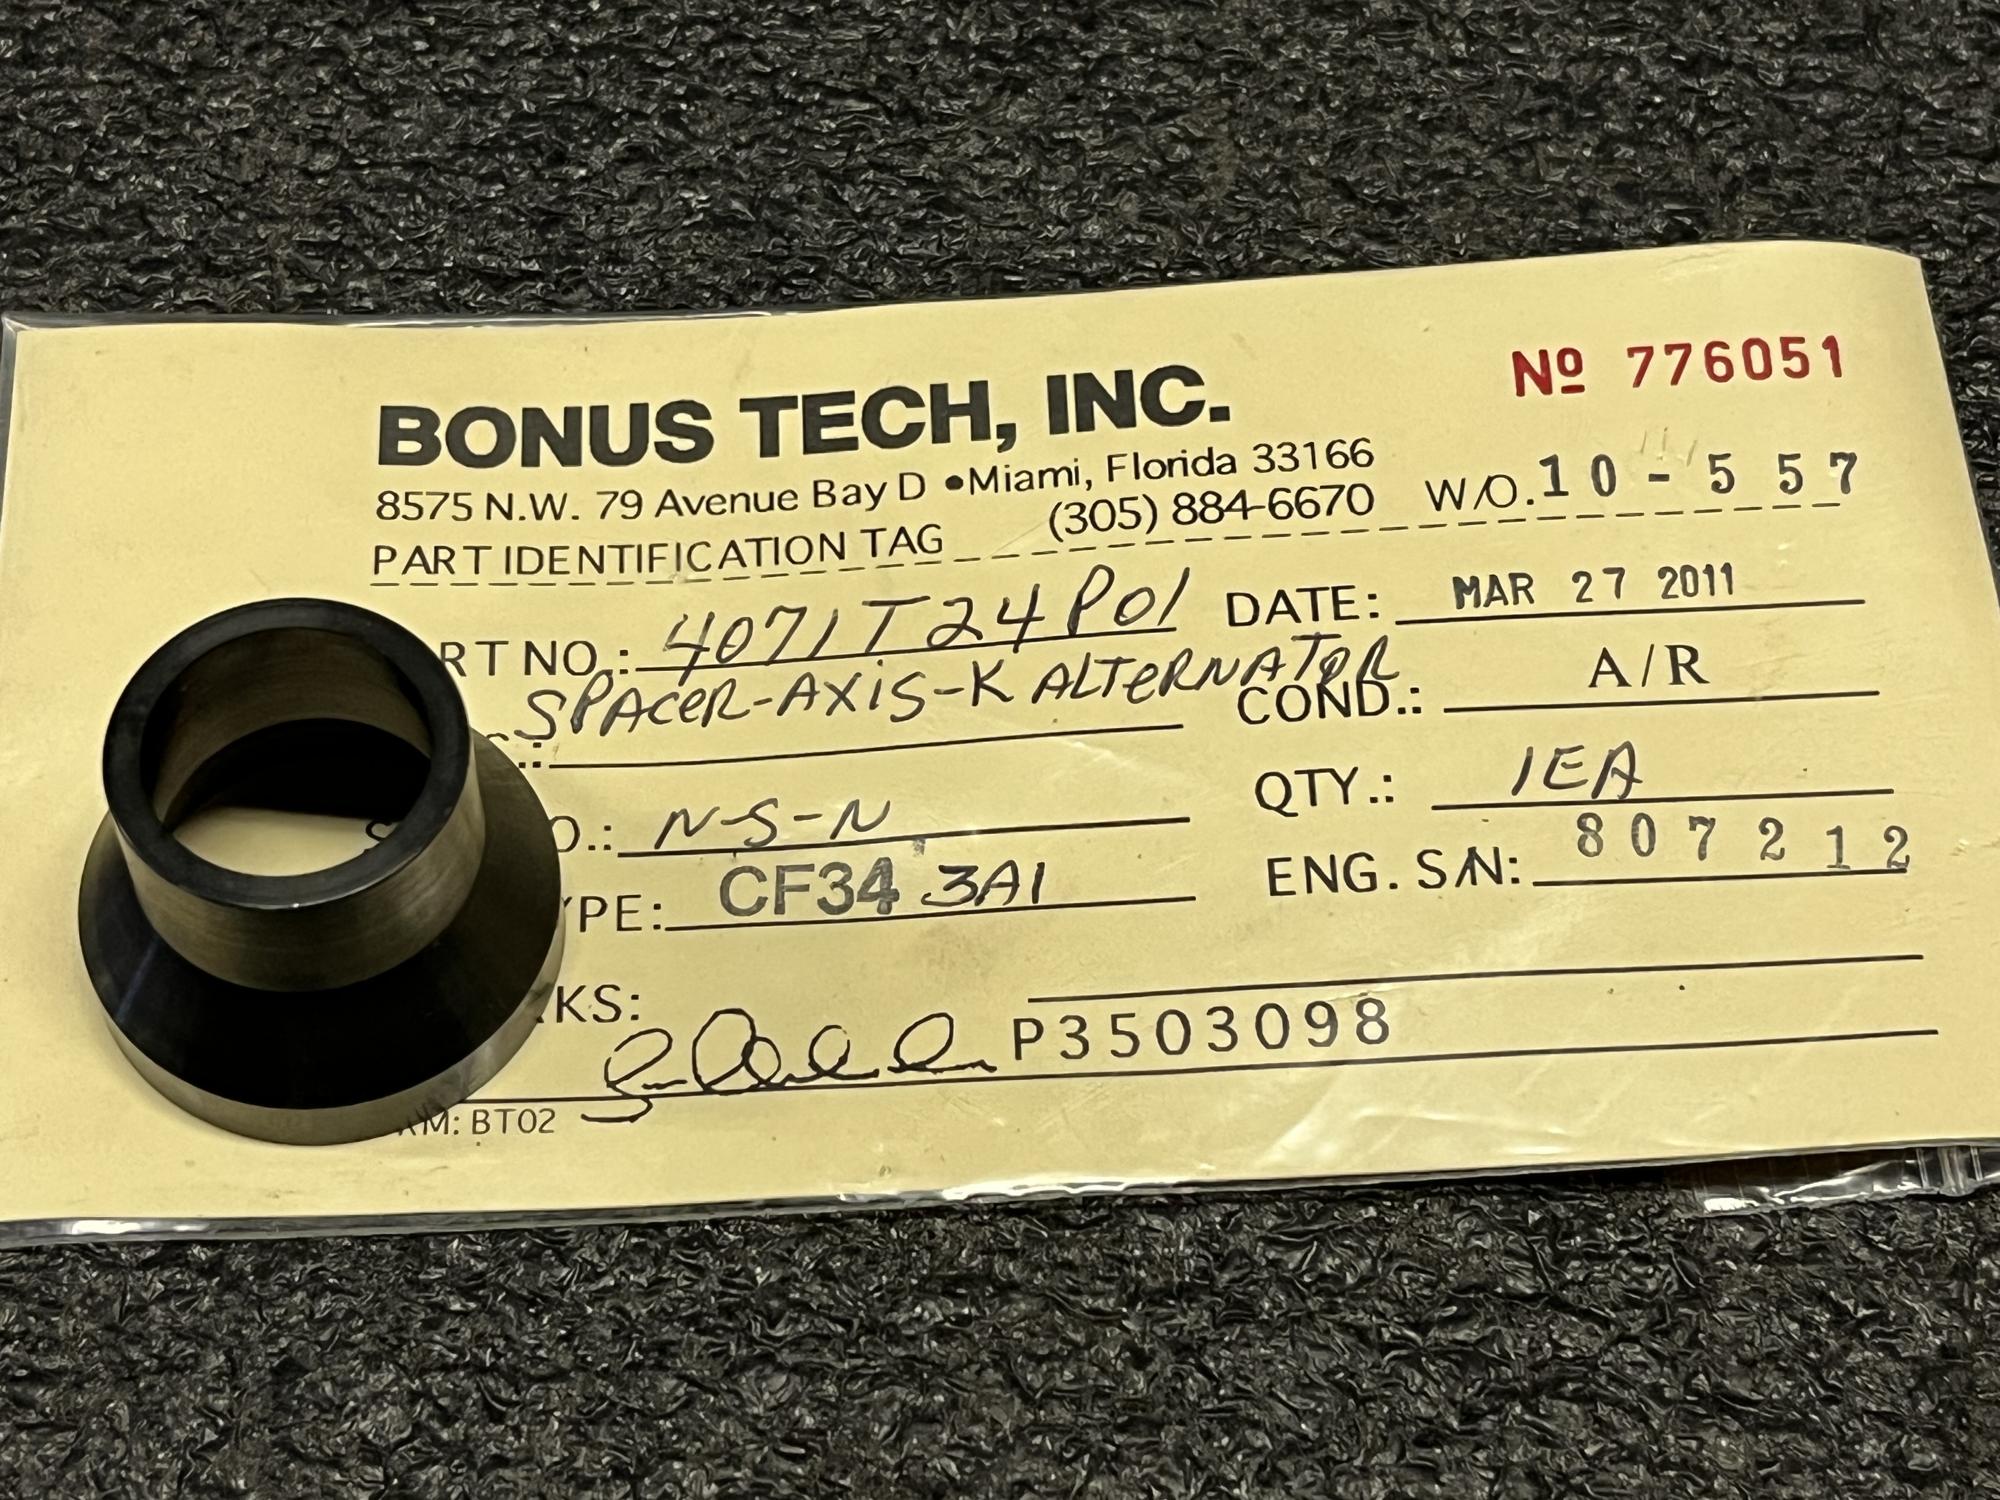 BONUS TECH, INC.
Nº 776051
8575 N.W. 79 Avenue Bay D •Miami, Florida 33166
(305) 884-6670
W/O. 10-557
PART IDENTIFICATION TAG
RT NO.: 4071T24P01
DATE: MAR 27 2011
SPACER-AXIS-K ALTERNATOR
COND.: A/R
O.: N-S-N
QTY.: 1EA
YPE: CF34 3A1
ENG. S/N: 807212
KS:
P3503098
M: BT02